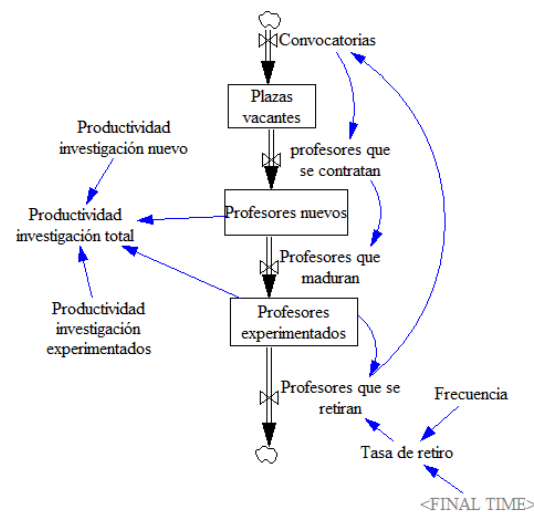 Convocatorias
Plazas
vacantes
Productividad
investigación nuevo
profesores que
se contratan
Productividad
investigación total
Profesores nuevos
Profesores que
maduran
Productividad
investigación
experimentados
Profesores
experimentados
Profesores que se
retiran
Frecuencia
Tasa de retiro
<FINAL TIME>